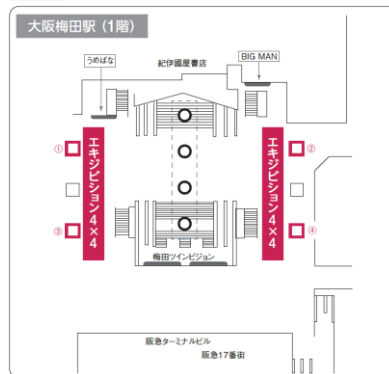 大阪梅田駅（1階）
紀伊國屋書店
BIG MAN
うめばな
①
②
エキジビション4×4
エキジビション4×4
③
④
梅田ツインビジョン
阪急ターミナルビル
阪急17番街